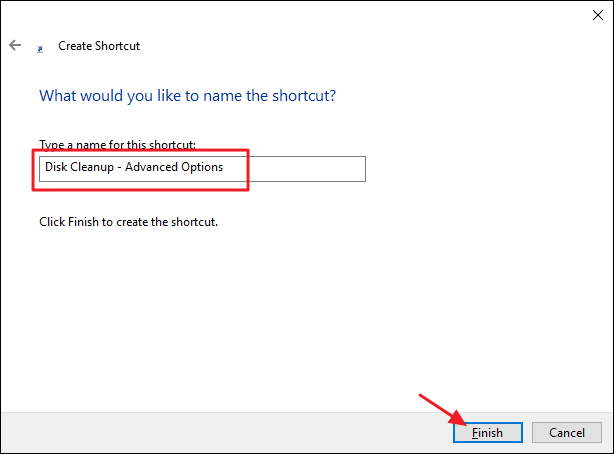 Create Shortcut
What would you like to name the shortcut?
Type a name for this shortcut:
Disk Cleanup - Advanced Options
Click Finish to create the shortcut.
Finish
Cancel